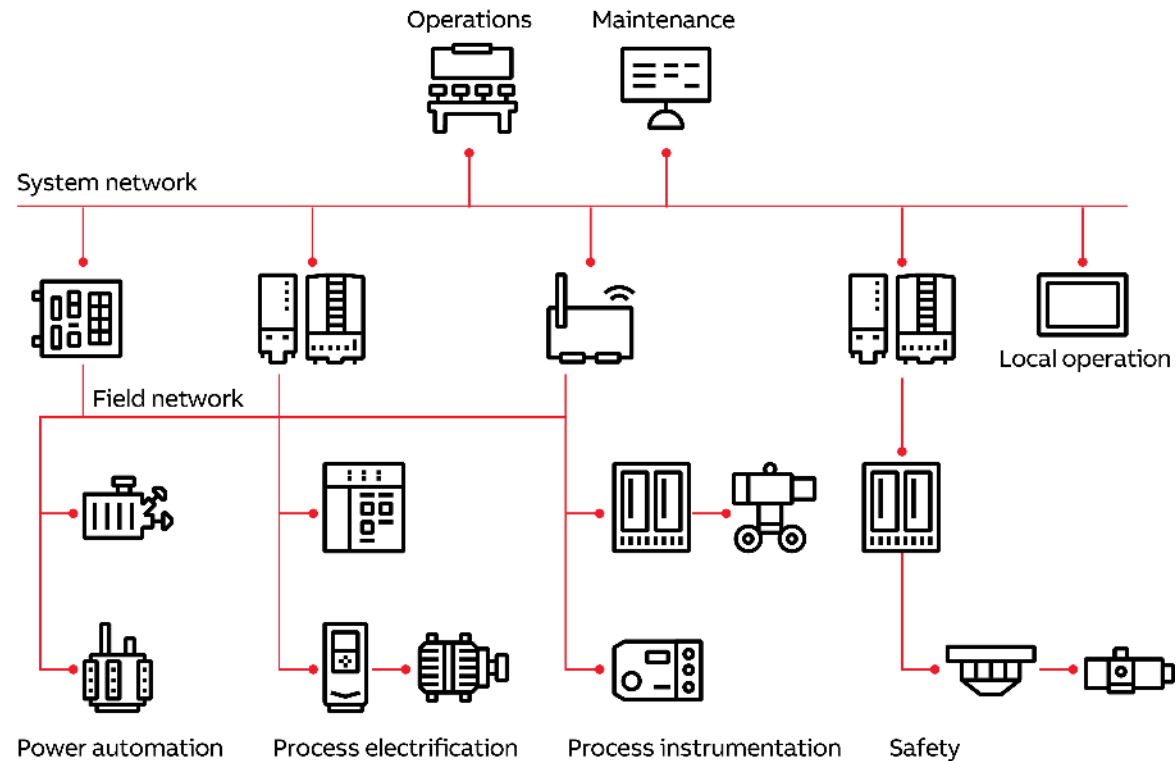 Operations
Maintenance
System network
Local operation
Field network
Power automation
Process electrification
Process instrumentation
Safety